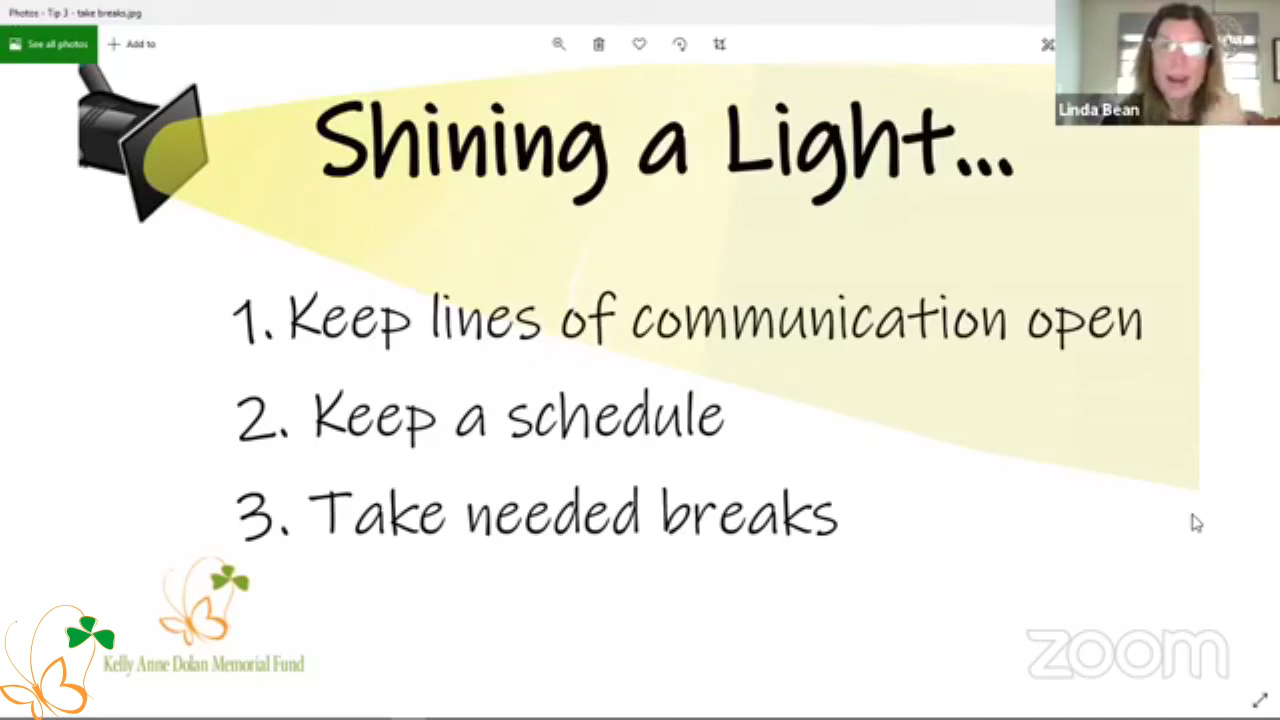 Photos - Tip 3 - take breaks.jpg
See all photos
Add to
Linda Bean
Shining a Light...
1. Keep lines of communication open
2. Keep a schedule
3. Take needed breaks
Kelly Anne Dolan Memorial Fund
zoom